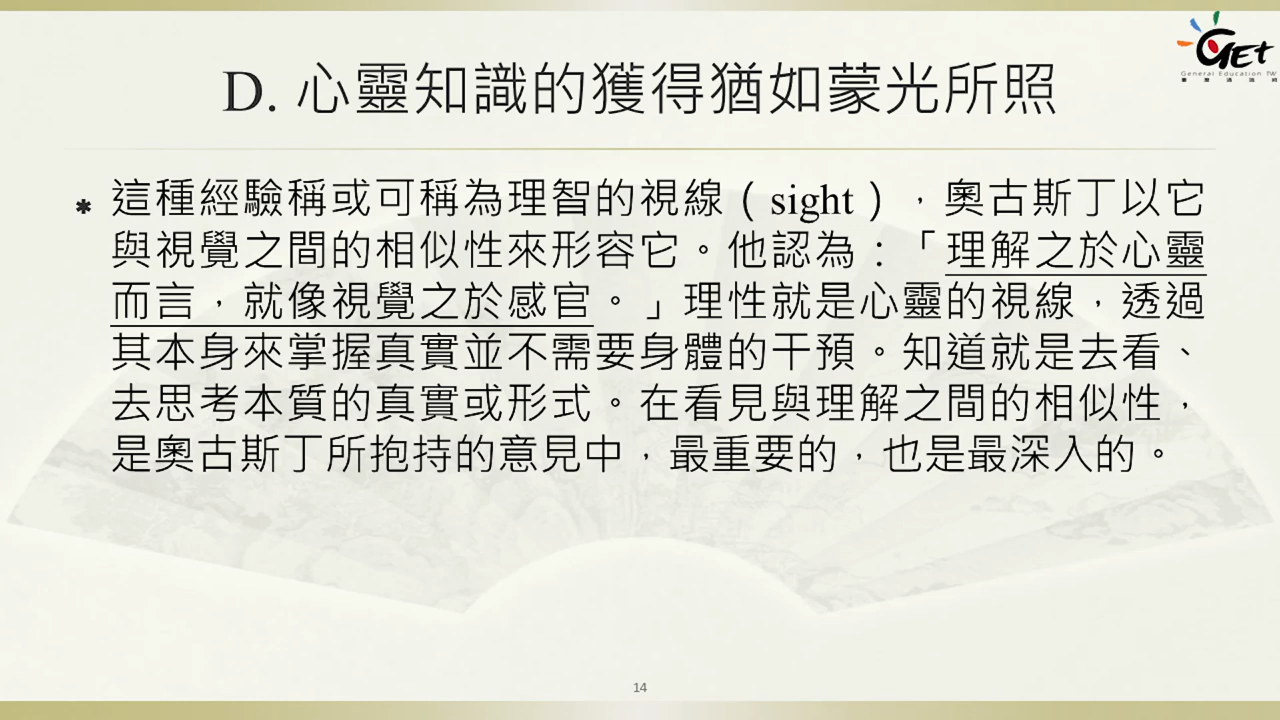 GEt
General Education TW
D. 心靈知識的獲得猶如蒙光所照
* 這種經驗稱或可稱為理智的視線（sight），奧古斯丁以它
與視覺之間的相似性來形容它。他認為：「理解之於心靈
而言，就像視覺之於感官。」理性就是心靈的視線，透過
其本身來掌握真實並不需要身體的干預。知道就是去看、
去思考本質的真實或形式。在看見與理解之間的相似性，
是奧古斯丁所抱持的意見中，最重要的，也是最深入的。
14